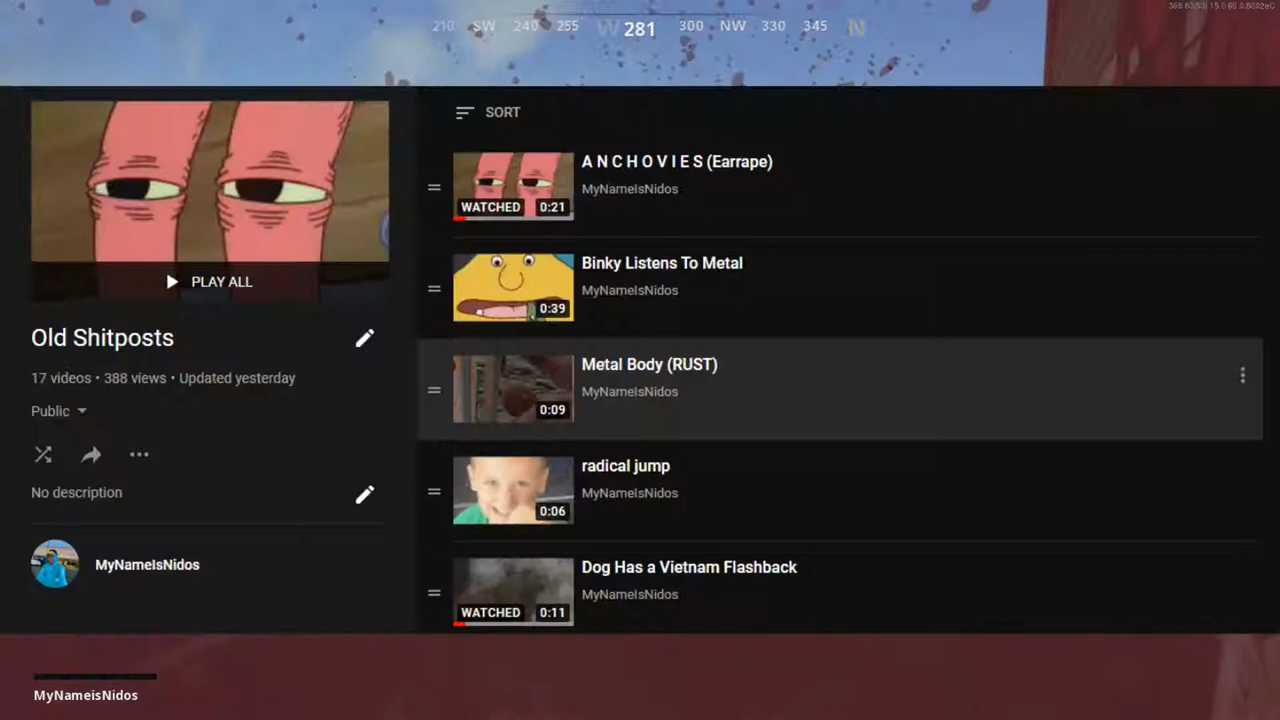 210 SW 240 255 W 281 300 NW 330 345 N
SORT
A N C H O V I E S (Earrape)
MyNameIsNidos
WATCHED 0:21
Binky Listens To Metal
MyNameIsNidos
0:39
PLAY ALL
Old Shitposts
17 videos • 388 views • Updated yesterday
Public
No description
MyNameIsNidos
Metal Body (RUST)
MyNameIsNidos
0:09
radical jump
MyNameIsNidos
0:06
Dog Has a Vietnam Flashback
MyNameIsNidos
WATCHED 0:11
MyNameisNidos